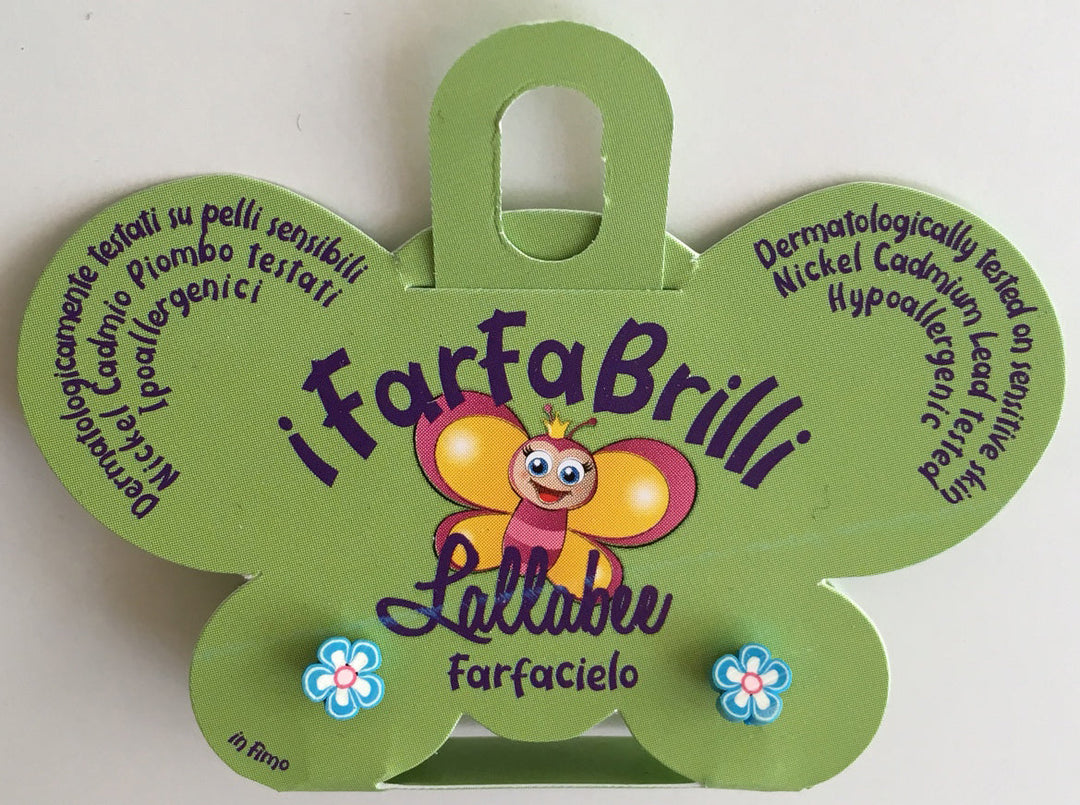 Dermatologicamente testati su pelli sensibili
Nickel Cadmio Piombo testati
Ipoallergenici
Dermatologically tested on sensitive skin
Nickel Cadmium Lead tested
Hypoallergenic
i FarfaBrilli
Lallabee
Farfacielo
in fimo